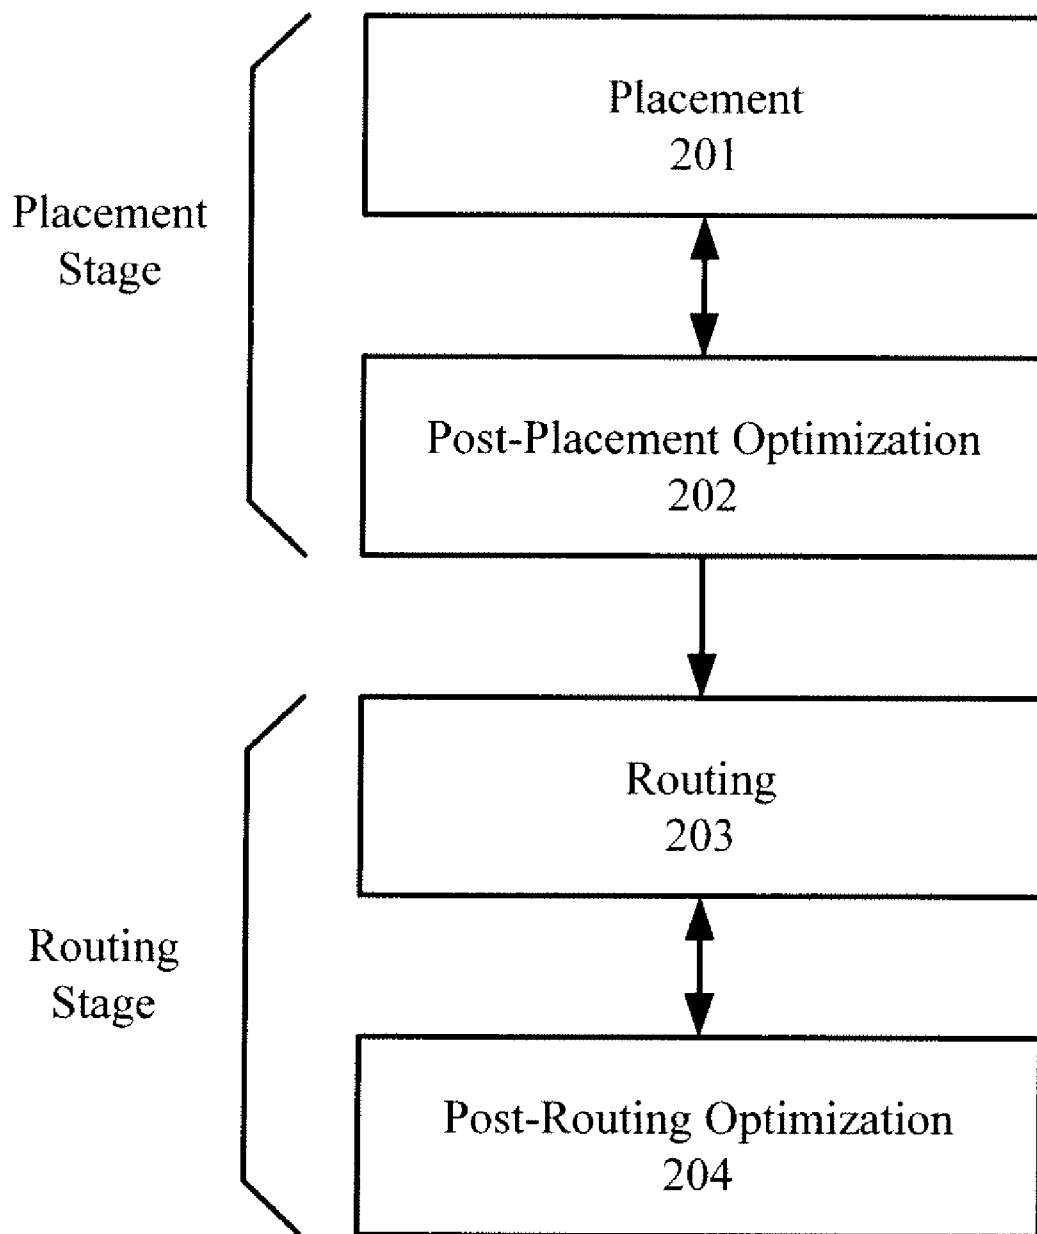 Placement
201
Placement
Stage
Post-Placement Optimization
202
Routing
203
Routing
Stage
Post-Routing Optimization
204